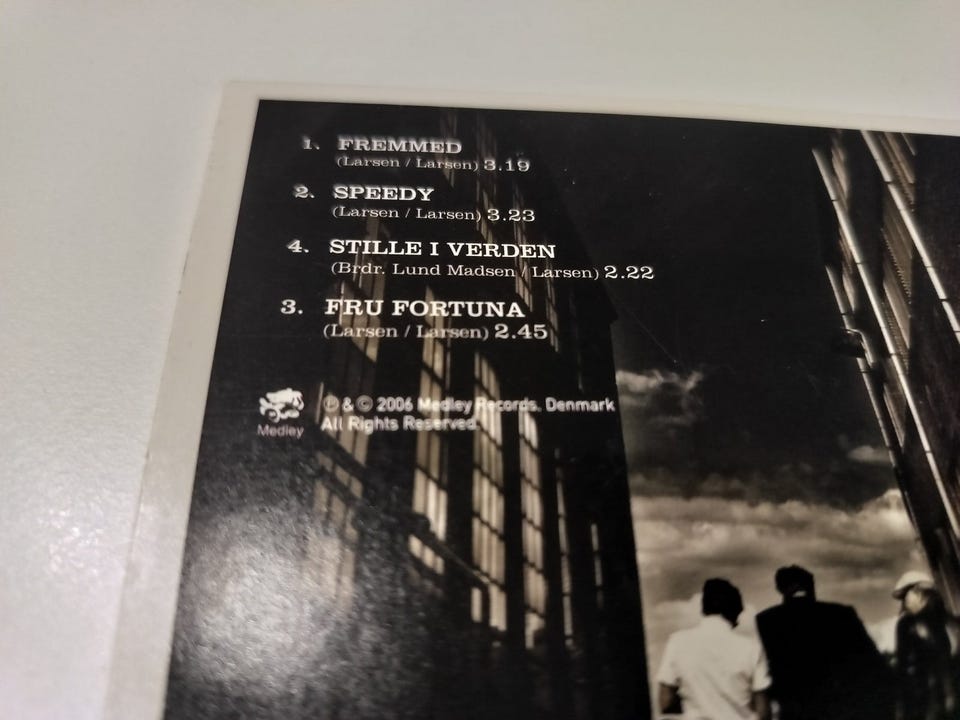 1. FREMMED
(Larsen / Larsen) 3.19
2. SPEEDY
(Larsen / Larsen) 3.23
4. STILLE I VERDEN
(Brdr. Lund Madsen / Larsen) 2.22
3. FRU FORTUNA
(Larsen / Larsen) 2.45
Medley
℗ & © 2006 Medley Records, Denmark
All Rights Reserved.